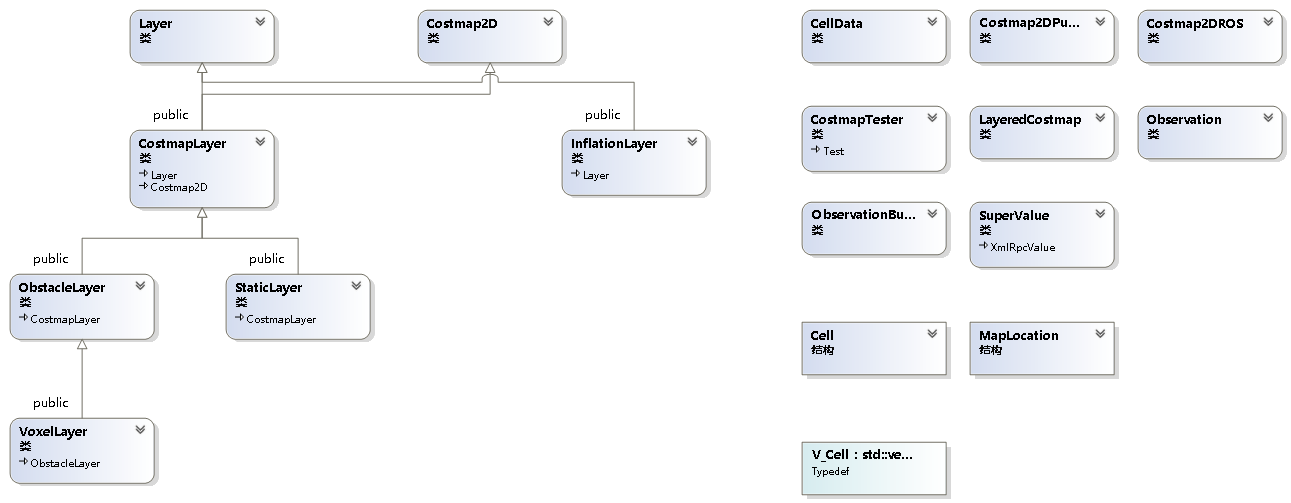 Layer
类
Costmap2D
类
public
public
CostmapLayer
类
Layer
Costmap2D
InflationLayer
类
Layer
public
public
ObstacleLayer
类
CostmapLayer
StaticLayer
类
CostmapLayer
public
VoxelLayer
类
ObstacleLayer
CellData
类
Costmap2DPu...
类
Costmap2DROS
类
CostmapTester
类
Test
LayeredCostmap
类
Observation
类
ObservationBu...
类
SuperValue
类
XmlRpcValue
Cell
结构
MapLocation
结构
V_Cell : std::ve...
Typedef